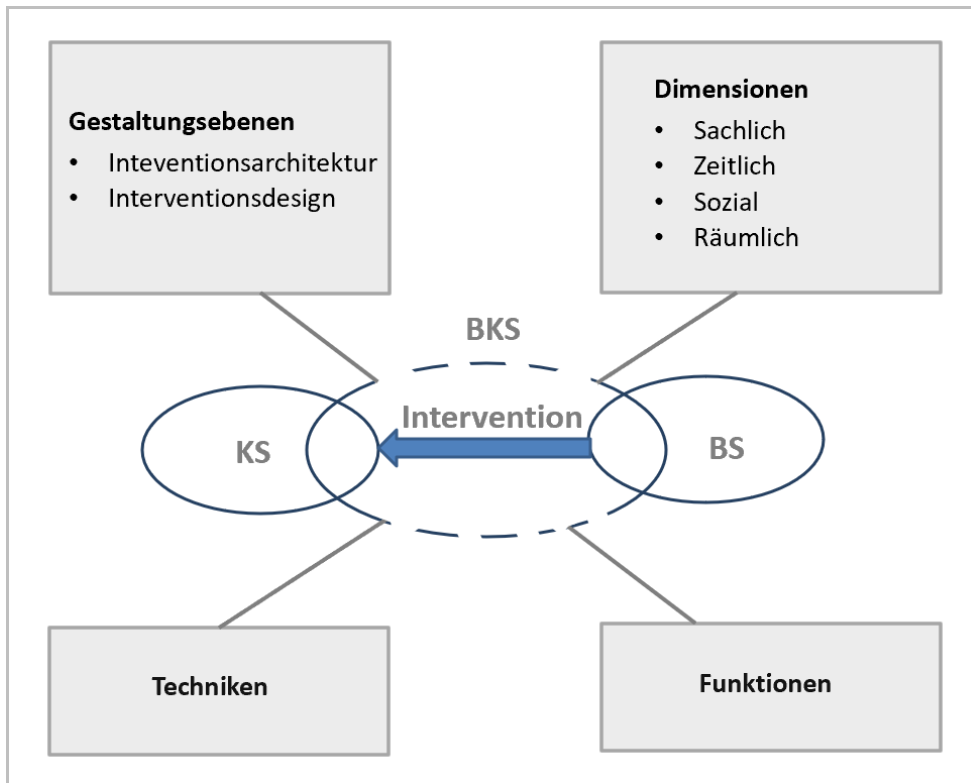 Gestaltungsebenen
• Inteventionsarchitektur
• Interventionsdesign
Dimensionen
• Sachlich
• Zeitlich
• Sozial
• Räumlich
BKS
Intervention
KS
BS
Techniken
Funktionen